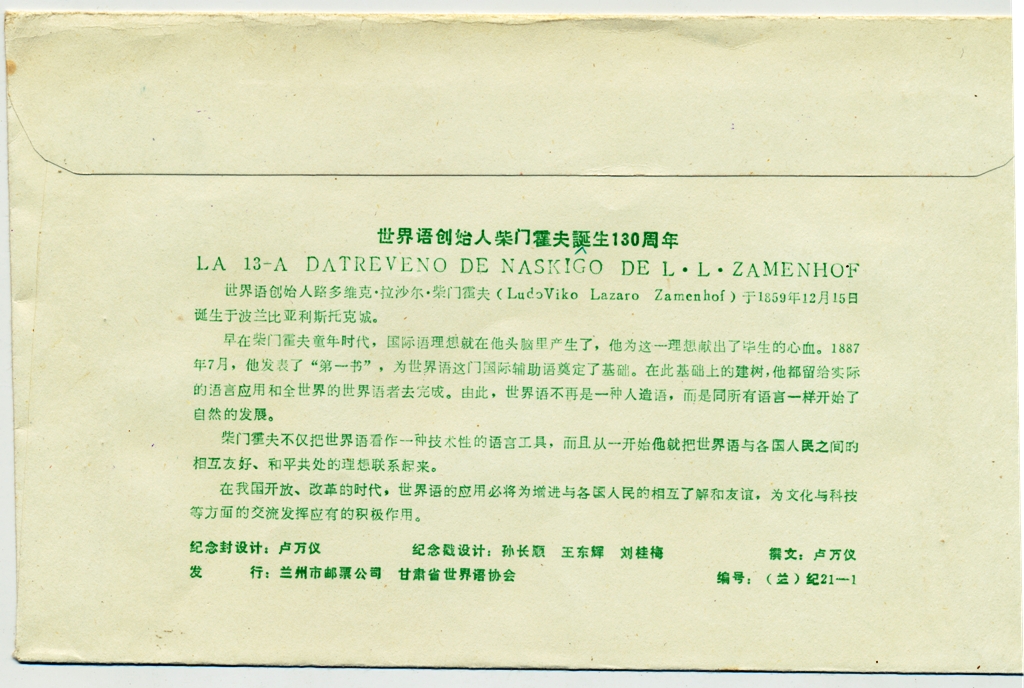 世界语创始人柴门霍夫誕生130周年
LA 13-A DATREVENO DE NASKIĜO DE L·L·ZAMENHOF
世界语创始人路多维克·拉沙尔·柴门霍夫(LudoViko Lazaro Zamenhof)于1859年12月15日
诞生于波兰比亚利斯托克城。
早在柴门霍夫童年时代，国际语理想就在他头脑里产生了，他为这一理想献出了毕生的心血。1887
年7月，他发表了“第一书”，为世界语这门国际辅助语奠定了基础。在此基础上的建树，他都留给实际
的语言应用和全世界的世界语者去完成。由此，世界语不再是一种人造语，而是同所有语言一样开始了
自然的发展。
柴门霍夫不仅把世界语看作一种技术性的语言工具，而且从一开始他就把世界语与各国人民之间的
相互友好、和平共处的理想联系起来。
在我国开放、改革的时代，世界语的应用必将为增进与各国人民的相互了解和友谊，为文化与科技
等方面的交流发挥应有的积极作用。
纪念封设计：卢万仪 纪念戳设计：孙长顺 王东辉 刘桂梅 撰文：卢万仪
发 行：兰州市邮票公司 甘肃省世界语协会 编号：（兰）纪21—1